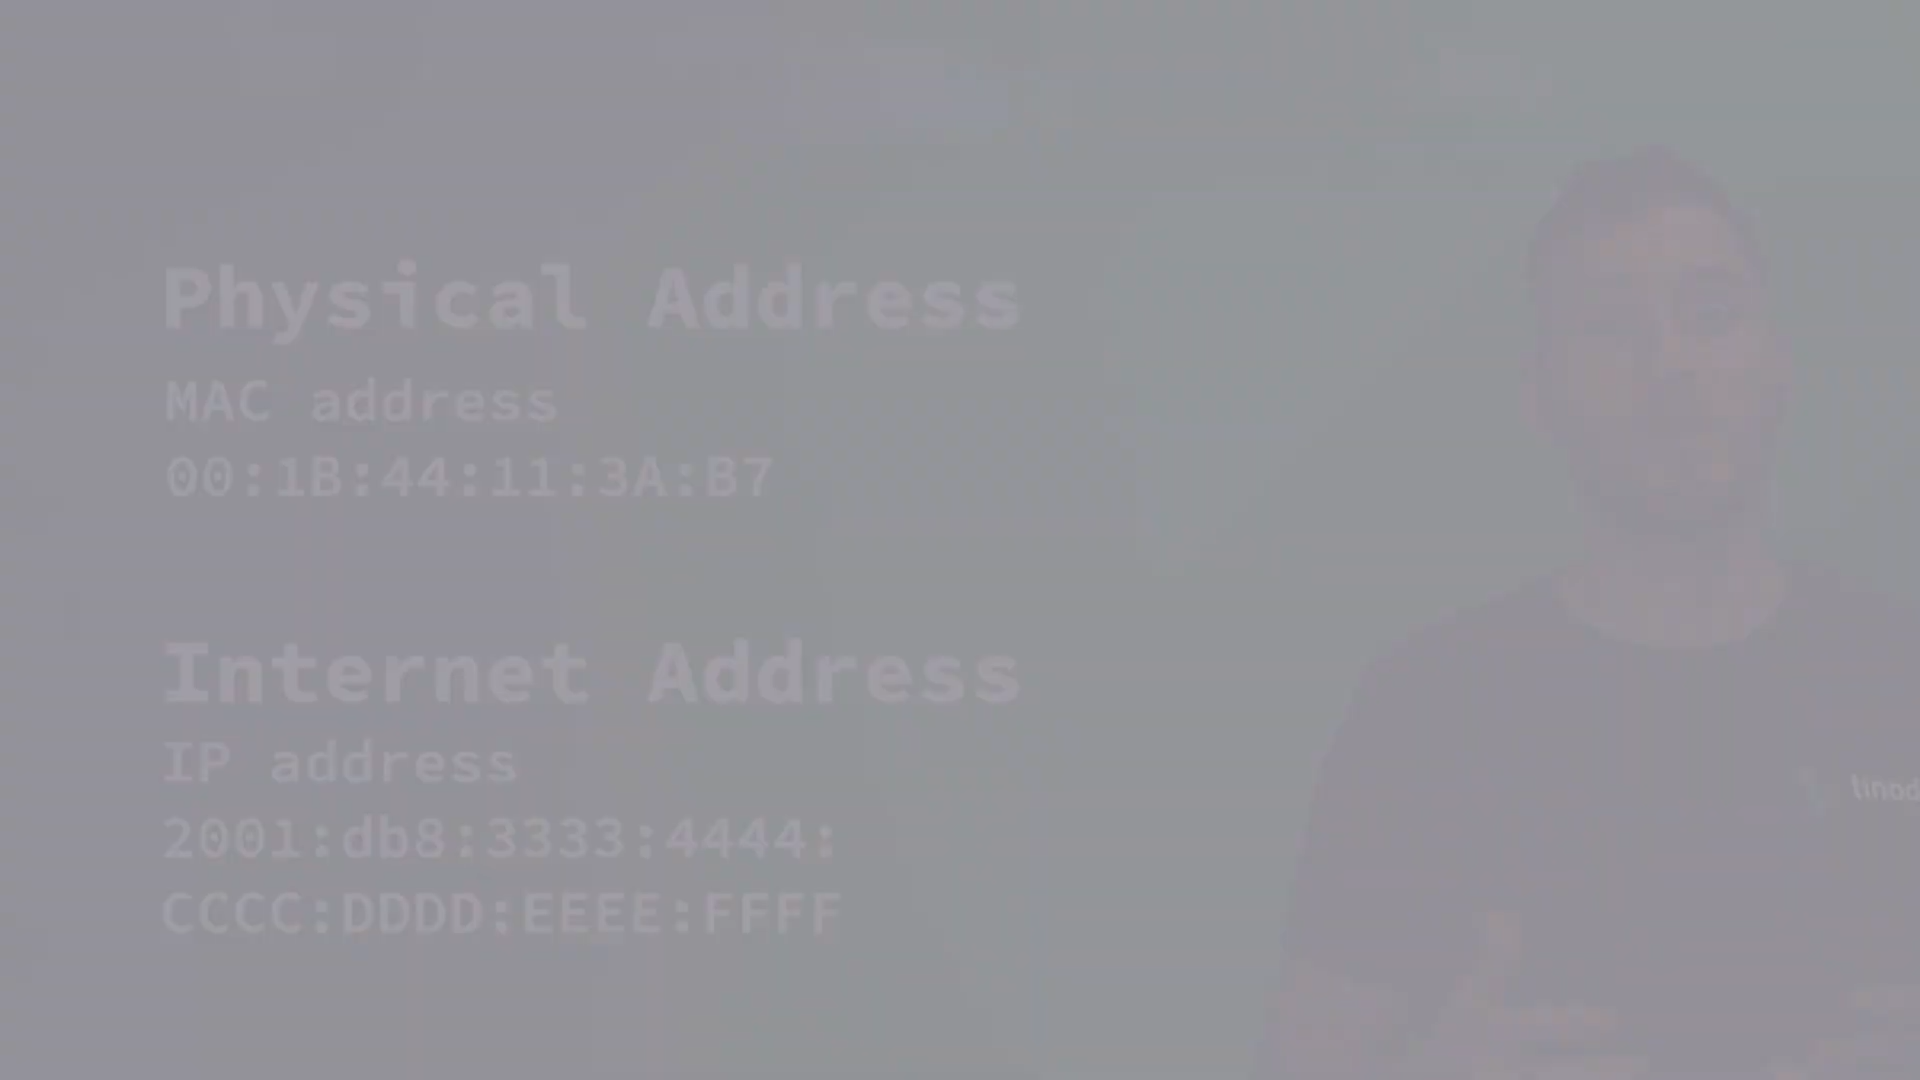 Physical Address
MAC address
00:1B:44:11:3A:B7
Internet Address
IP address
2001:db8:3333:4444:
CCCC:DDDD:EEEE:FFFF
linod